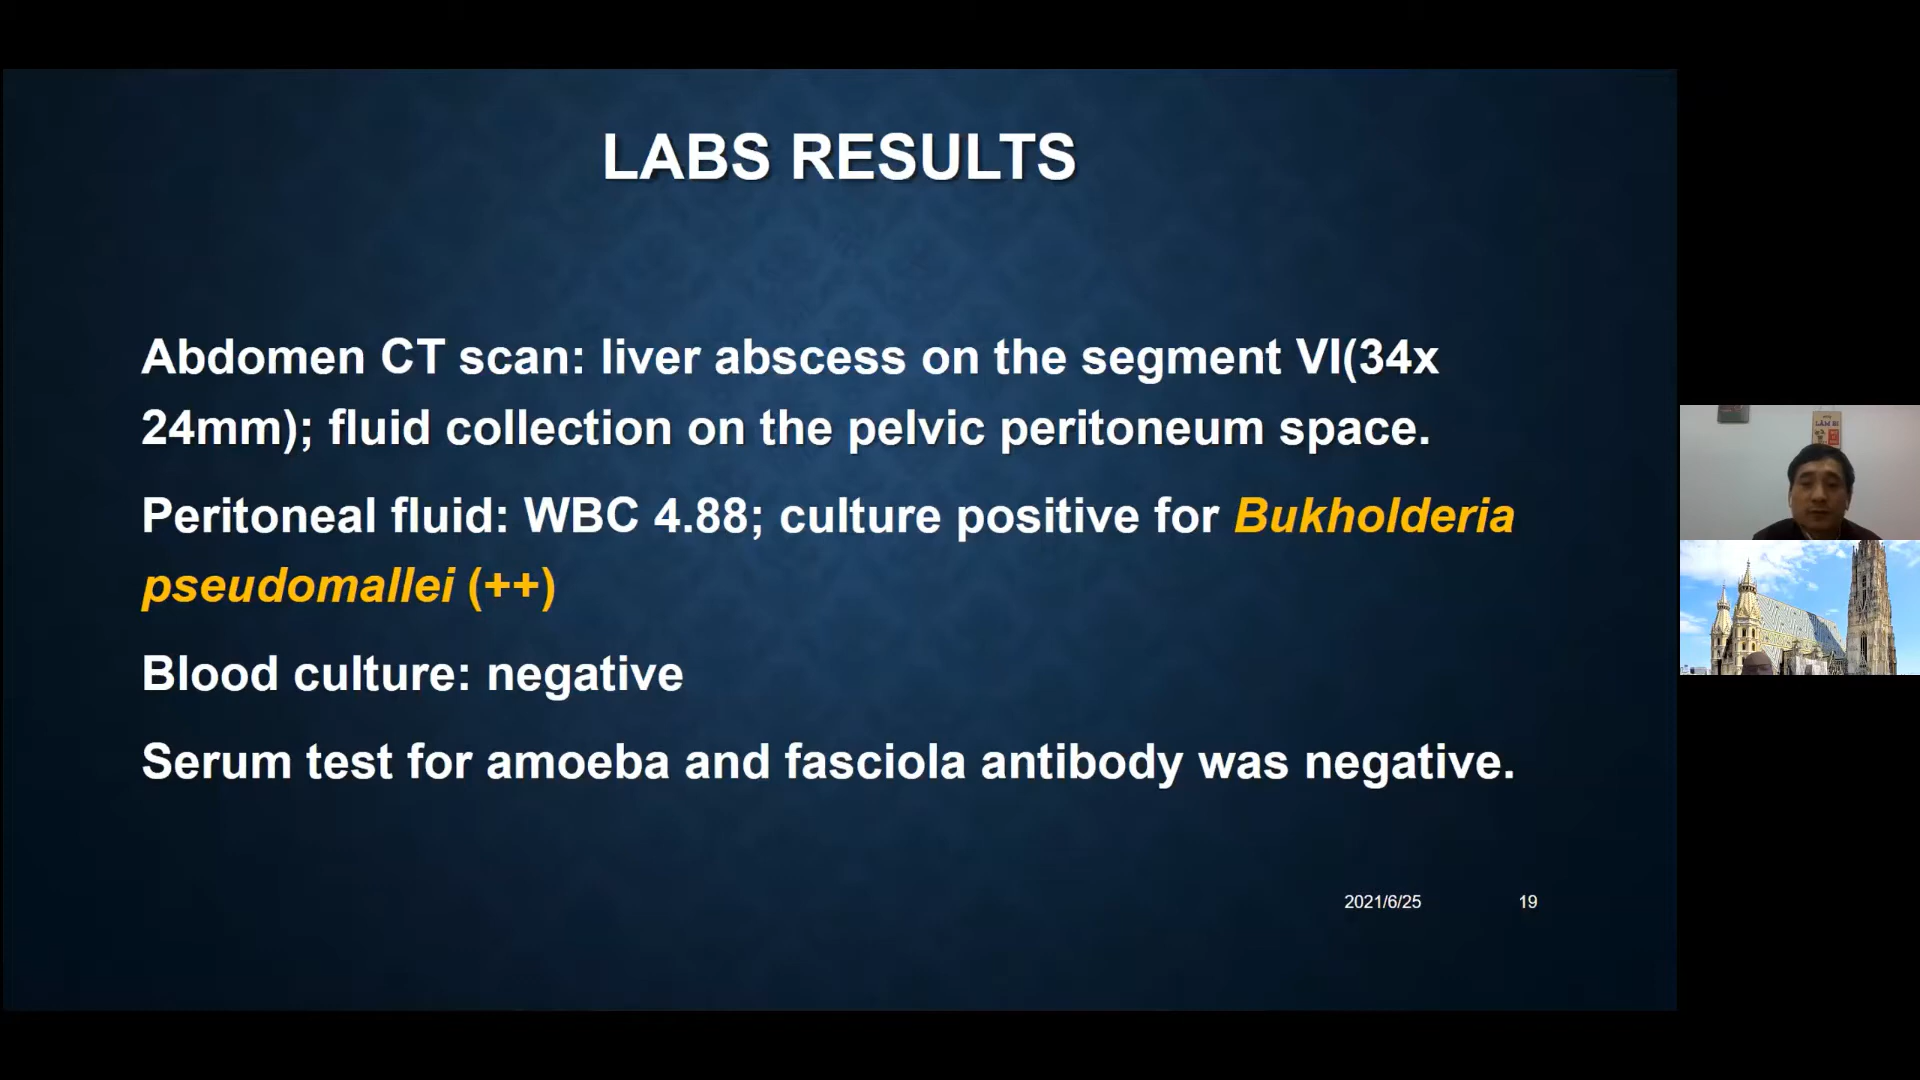 LABS RESULTS
Abdomen CT scan: liver abscess on the segment VI(34x
24mm); fluid collection on the pelvic peritoneum space.
Peritoneal fluid: WBC 4.88; culture positive for Bukholderia
pseudomallei (++)
Blood culture: negative
Serum test for amoeba and fasciola antibody was negative.
2021/6/25
19